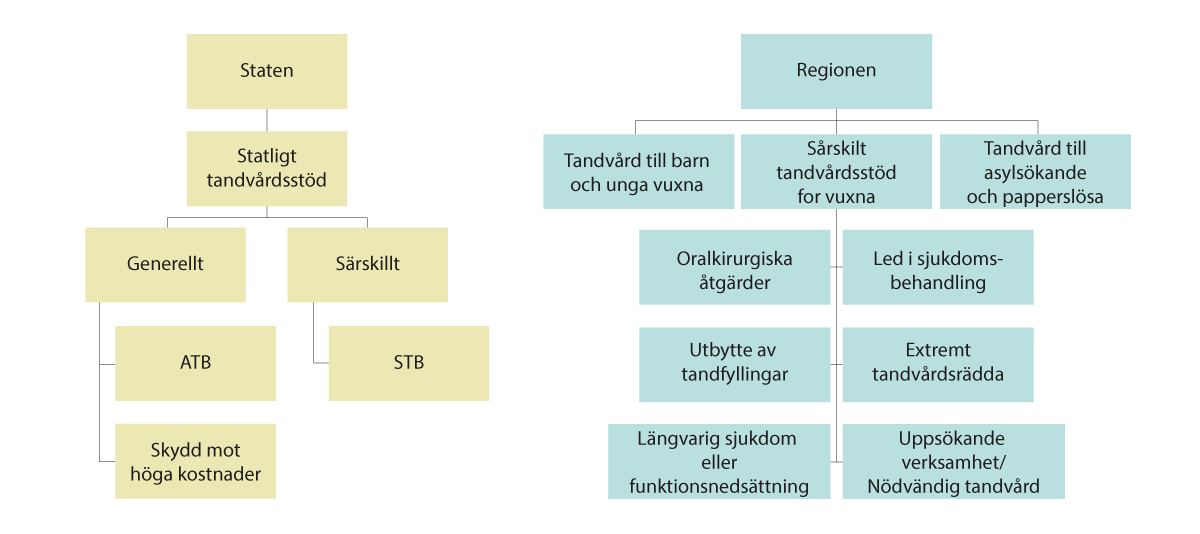 Staten
Statligt
tandvårdsstöd
Generellt
Särskillt
ATB
STB
Skydd mot
höga kostnader
Regionen
Tandvård till barn
och unga vuxna
Sårskilt
tandvårdsstöd
for vuxna
Tandvård till
asylsökande
och papperslösa
Oralkirurgiska
åtgärder
Led i sjukdoms-
behandling
Utbytte av
tandfyllingar
Extremt
tandvårdsrädda
Längvarig sjukdom
eller
funktionsnedsättning
Uppsökande
verksamhet/
Nödvändig tandvård